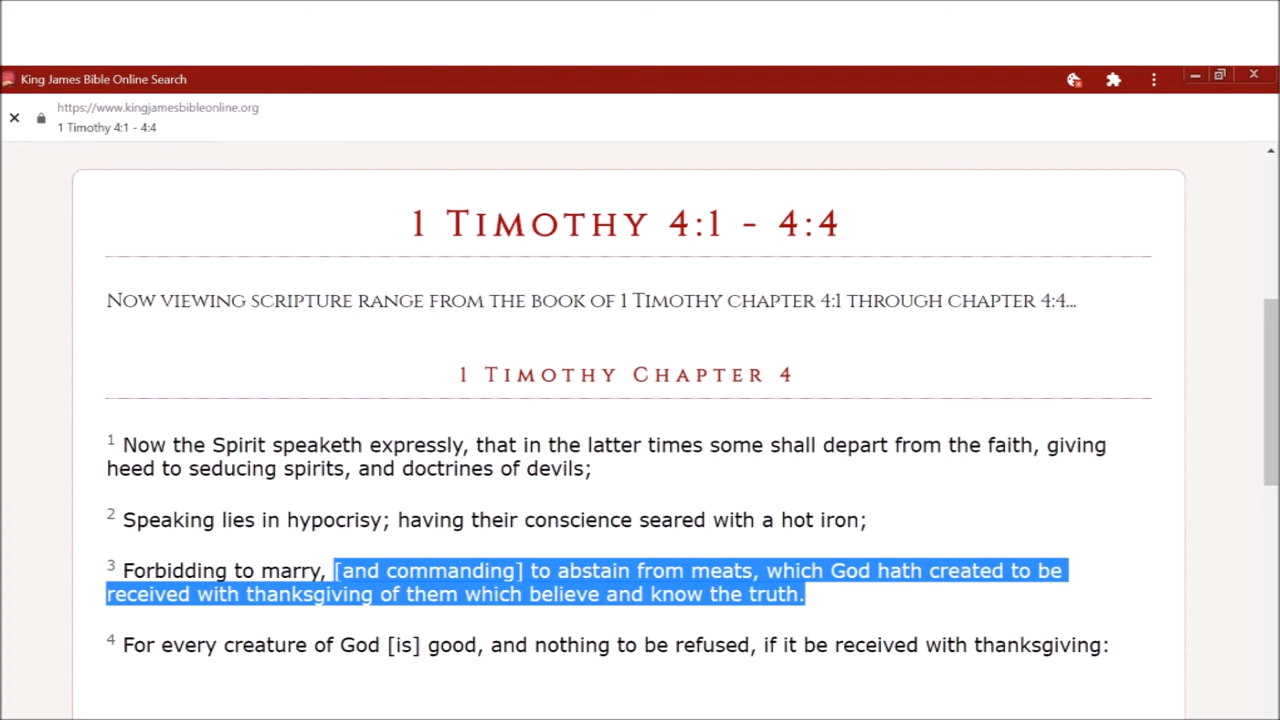 King James Bible Online Search
https://www.kingjamesbibleonline.org
1 Timothy 4:1 - 4:4
1 TIMOTHY 4:1 - 4:4
NOW VIEWING SCRIPTURE RANGE FROM THE BOOK OF 1 TIMOTHY CHAPTER 4:1 THROUGH CHAPTER 4:4...
1 TIMOTHY CHAPTER 4
1 Now the Spirit speaketh expressly, that in the latter times some shall depart from the faith, giving
heed to seducing spirits, and doctrines of devils;
2 Speaking lies in hypocrisy; having their conscience seared with a hot iron;
3 Forbidding to marry, [and commanding] to abstain from meats, which God hath created to be
received with thanksgiving of them which believe and know the truth.
4 For every creature of God [is] good, and nothing to be refused, if it be received with thanksgiving: